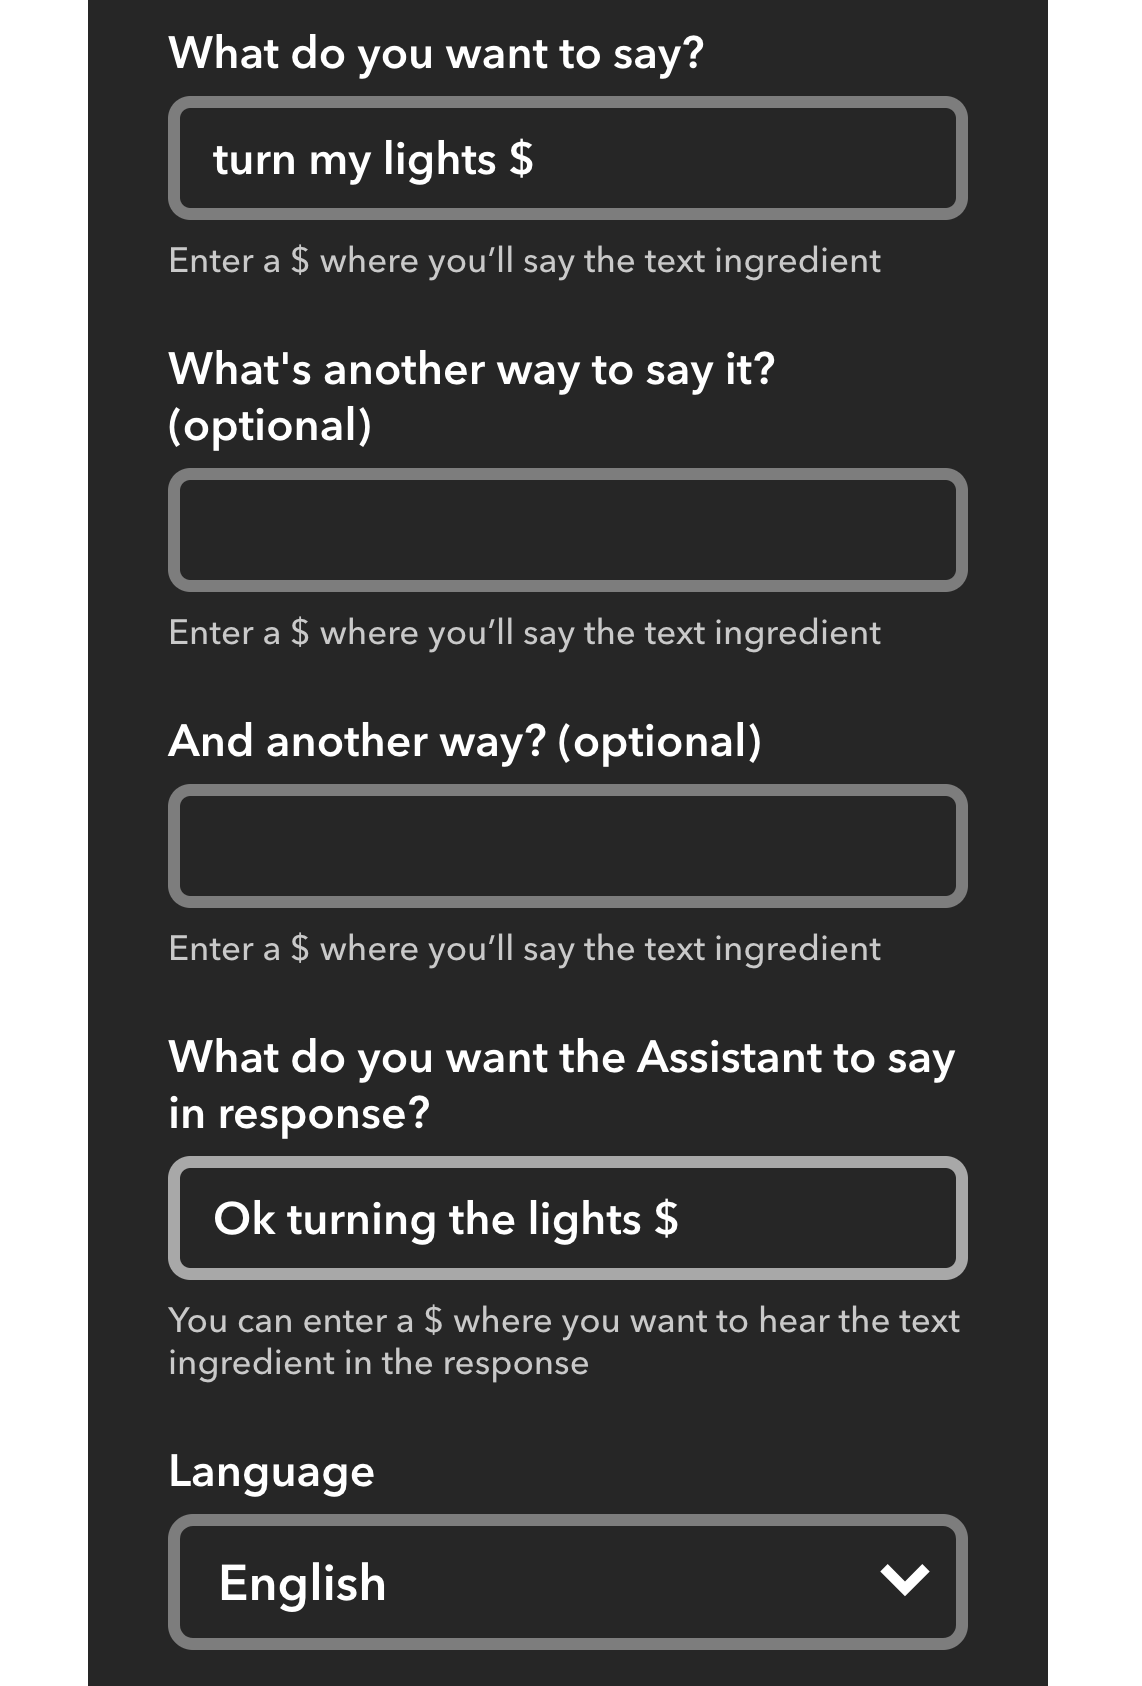 What do you want to say?
turn my lights $
Enter a $ where you’ll say the text ingredient
What's another way to say it?
(optional)
Enter a $ where you’ll say the text ingredient
And another way? (optional)
Enter a $ where you’ll say the text ingredient
What do you want the Assistant to say
in response?
Ok turning the lights $
You can enter a $ where you want to hear the text
ingredient in the response
Language
English